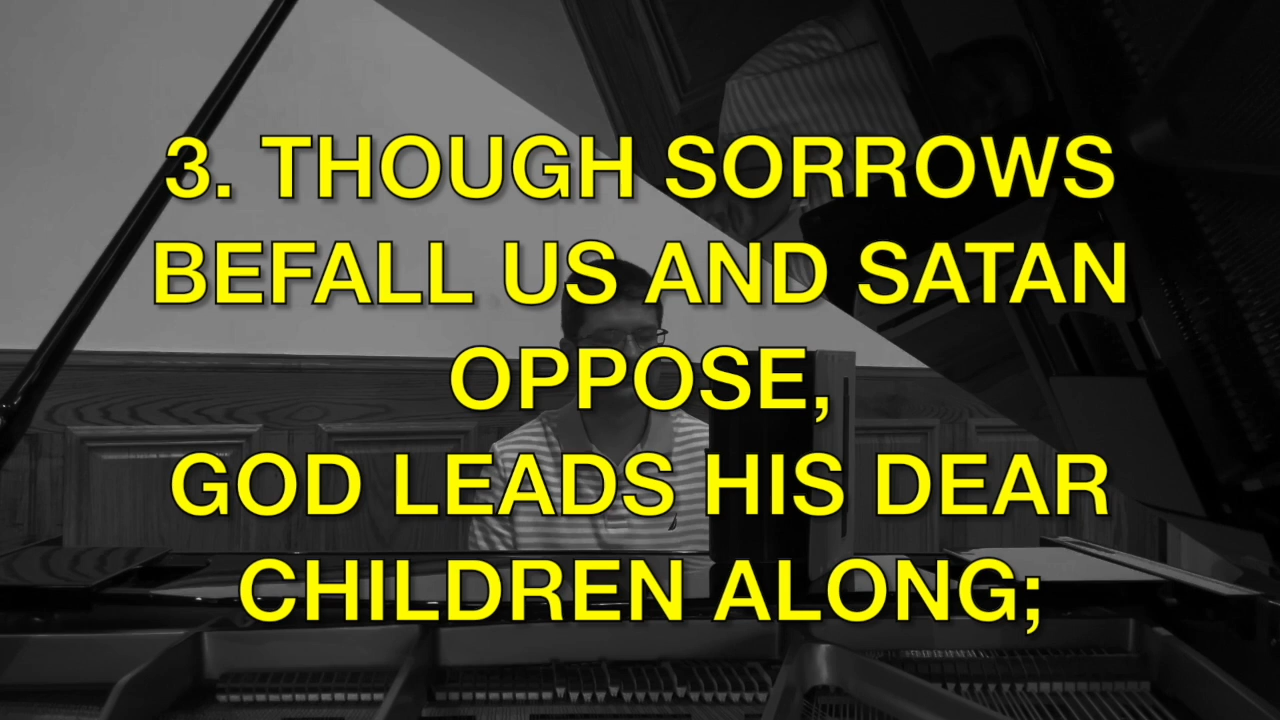 3. THOUGH SORROWS
BEFALL US AND SATAN
OPPOSE,
GOD LEADS HIS DEAR
CHILDREN ALONG;